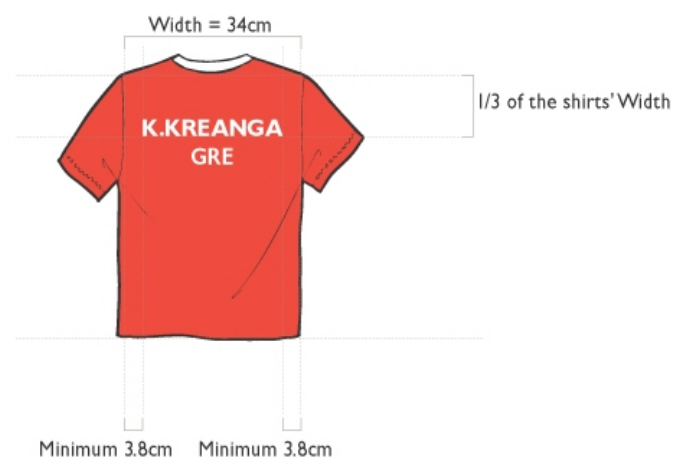 Width = 34cm
1/3 of the shirts' Width
K.KREANGA
GRE
Minimum 3.8cm
Minimum 3.8cm